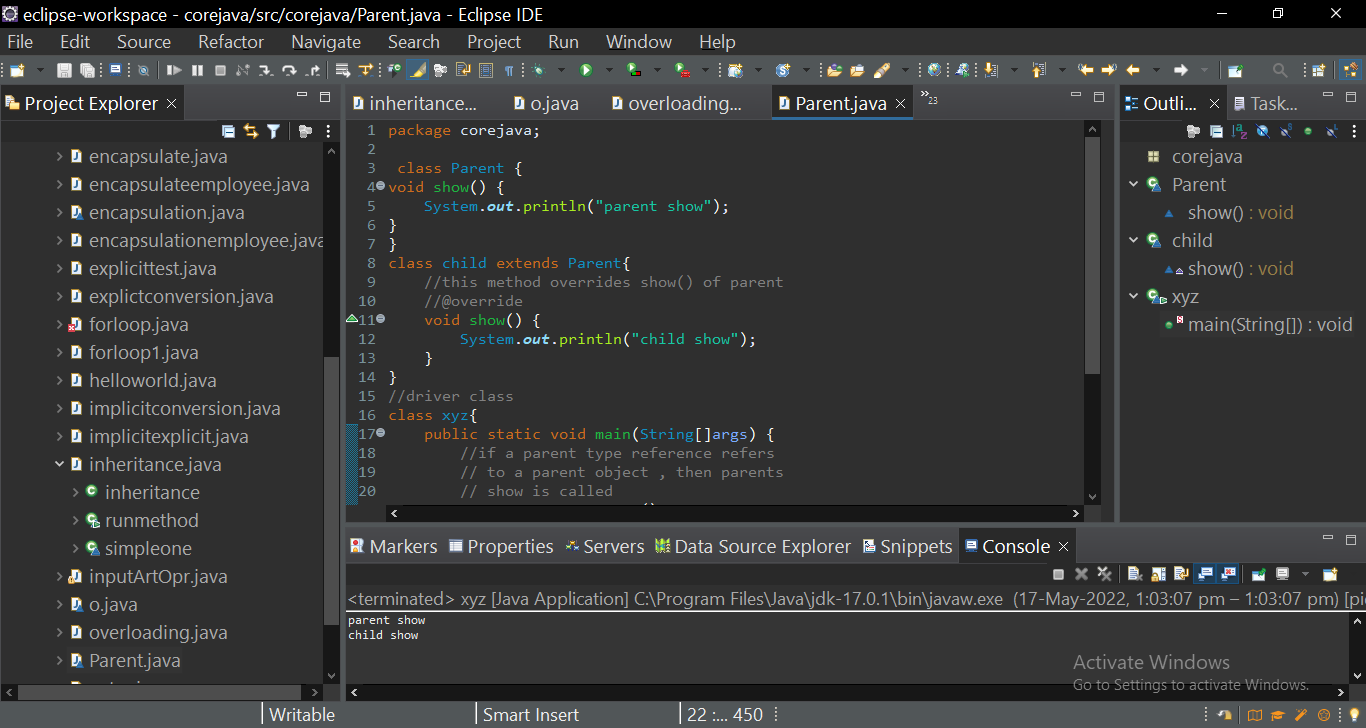 eclipse-workspace - corejava/src/corejava/Parent.java - Eclipse IDE
File Edit Source Refactor Navigate Search Project Run Window Help
Project Explorer
encapsulate.java
encapsulateemployee.java
encapsulation.java
encapsulationemployee.java
explicittest.java
explictconversion.java
forloop.java
forloop1.java
helloworld.java
implicitconversion.java
implicitexplicit.java
inheritance.java
inheritance
runmethod
simpleone
inputArtOpr.java
o.java
overloading.java
Parent.java
inheritance... o.java overloading... Parent.java »23
1 package corejava;
2
3 class Parent {
4 void show() {
5 System.out.println("parent show");
6 }
7 }
8 class child extends Parent{
9 //this method overrides show() of parent
10 //@override
11 void show() {
12 System.out.println("child show");
13 }
14 }
15 //driver class
16 class xyz{
17 public static void main(String[]args) {
18 //if a parent type reference refers
19 // to a parent object , then parents
20 // show is called
Outli... Task...
corejava
Parent
show() : void
child
show() : void
xyz
main(String[]) : void
Markers Properties Servers Data Source Explorer Snippets Console
<terminated> xyz [Java Application] C:\Program Files\Java\jdk-17.0.1\bin\javaw.exe (17-May-2022, 1:03:07 pm – 1:03:07 pm) [pi
parent show
child show
Activate Windows
Go to Settings to activate Windows.
Writable Smart Insert 22 :... 450